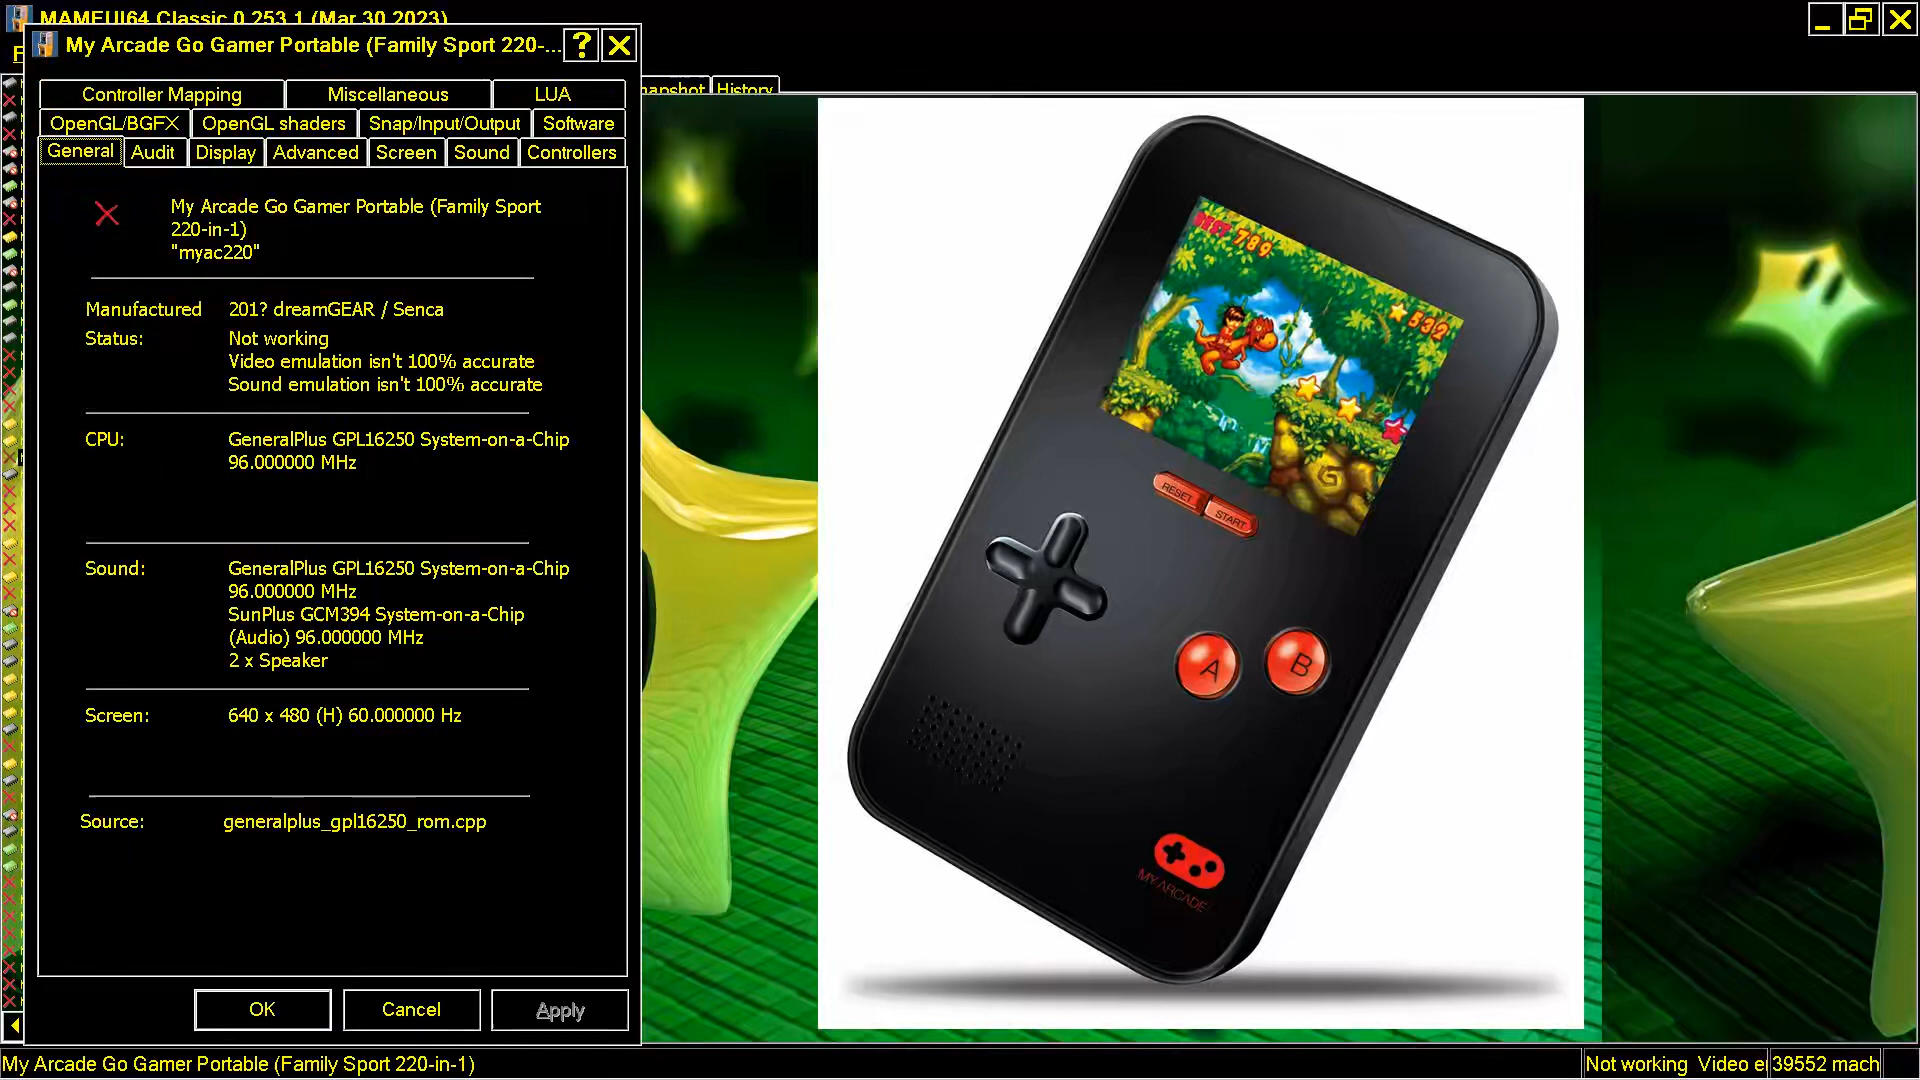 MAMEUI64 Classic 0.253.1 (Mar 30 2023)
My Arcade Go Gamer Portable (Family Sport 220-...
Controller Mapping Miscellaneous LUA
OpenGL/BGFX OpenGL shaders Snap/Input/Output Software
General Audit Display Advanced Screen Sound Controllers
History
My Arcade Go Gamer Portable (Family Sport
220-in-1)
"myac220"
Manufactured 201? dreamGEAR / Senca
Status: Not working
Video emulation isn't 100% accurate
Sound emulation isn't 100% accurate
CPU: GeneralPlus GPL16250 System-on-a-Chip
96.000000 MHz
Sound: GeneralPlus GPL16250 System-on-a-Chip
96.000000 MHz
SunPlus GCM394 System-on-a-Chip
(Audio) 96.000000 MHz
2 x Speaker
Screen: 640 x 480 (H) 60.000000 Hz
Source: generalplus_gpl16250_rom.cpp
OK Cancel Apply
BEST 789
532
RESET START
A B
MY ARCADE
My Arcade Go Gamer Portable (Family Sport 220-in-1)
Not working Video e 39552 mach